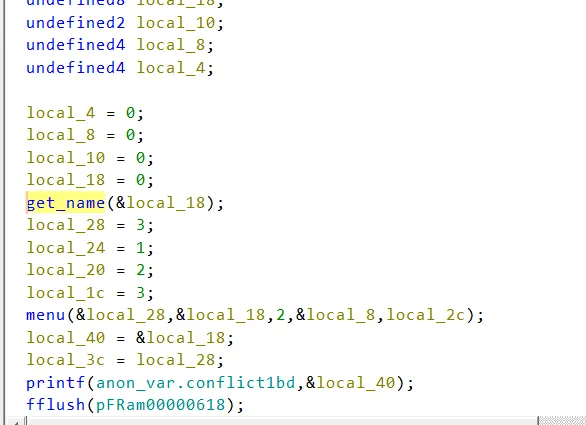 undefined8 local_18;
undefined2 local_10;
undefined4 local_8;
undefined4 local_4;
local_4 = 0;
local_8 = 0;
local_10 = 0;
local_18 = 0;
get_name(&local_18);
local_28 = 3;
local_24 = 1;
local_20 = 2;
local_1c = 3;
menu(&local_28,&local_18,2,&local_8,local_2c);
local_40 = &local_18;
local_3c = local_28;
printf(anon_var.conflict1bd,&local_40);
fflush(pFRam00000618);